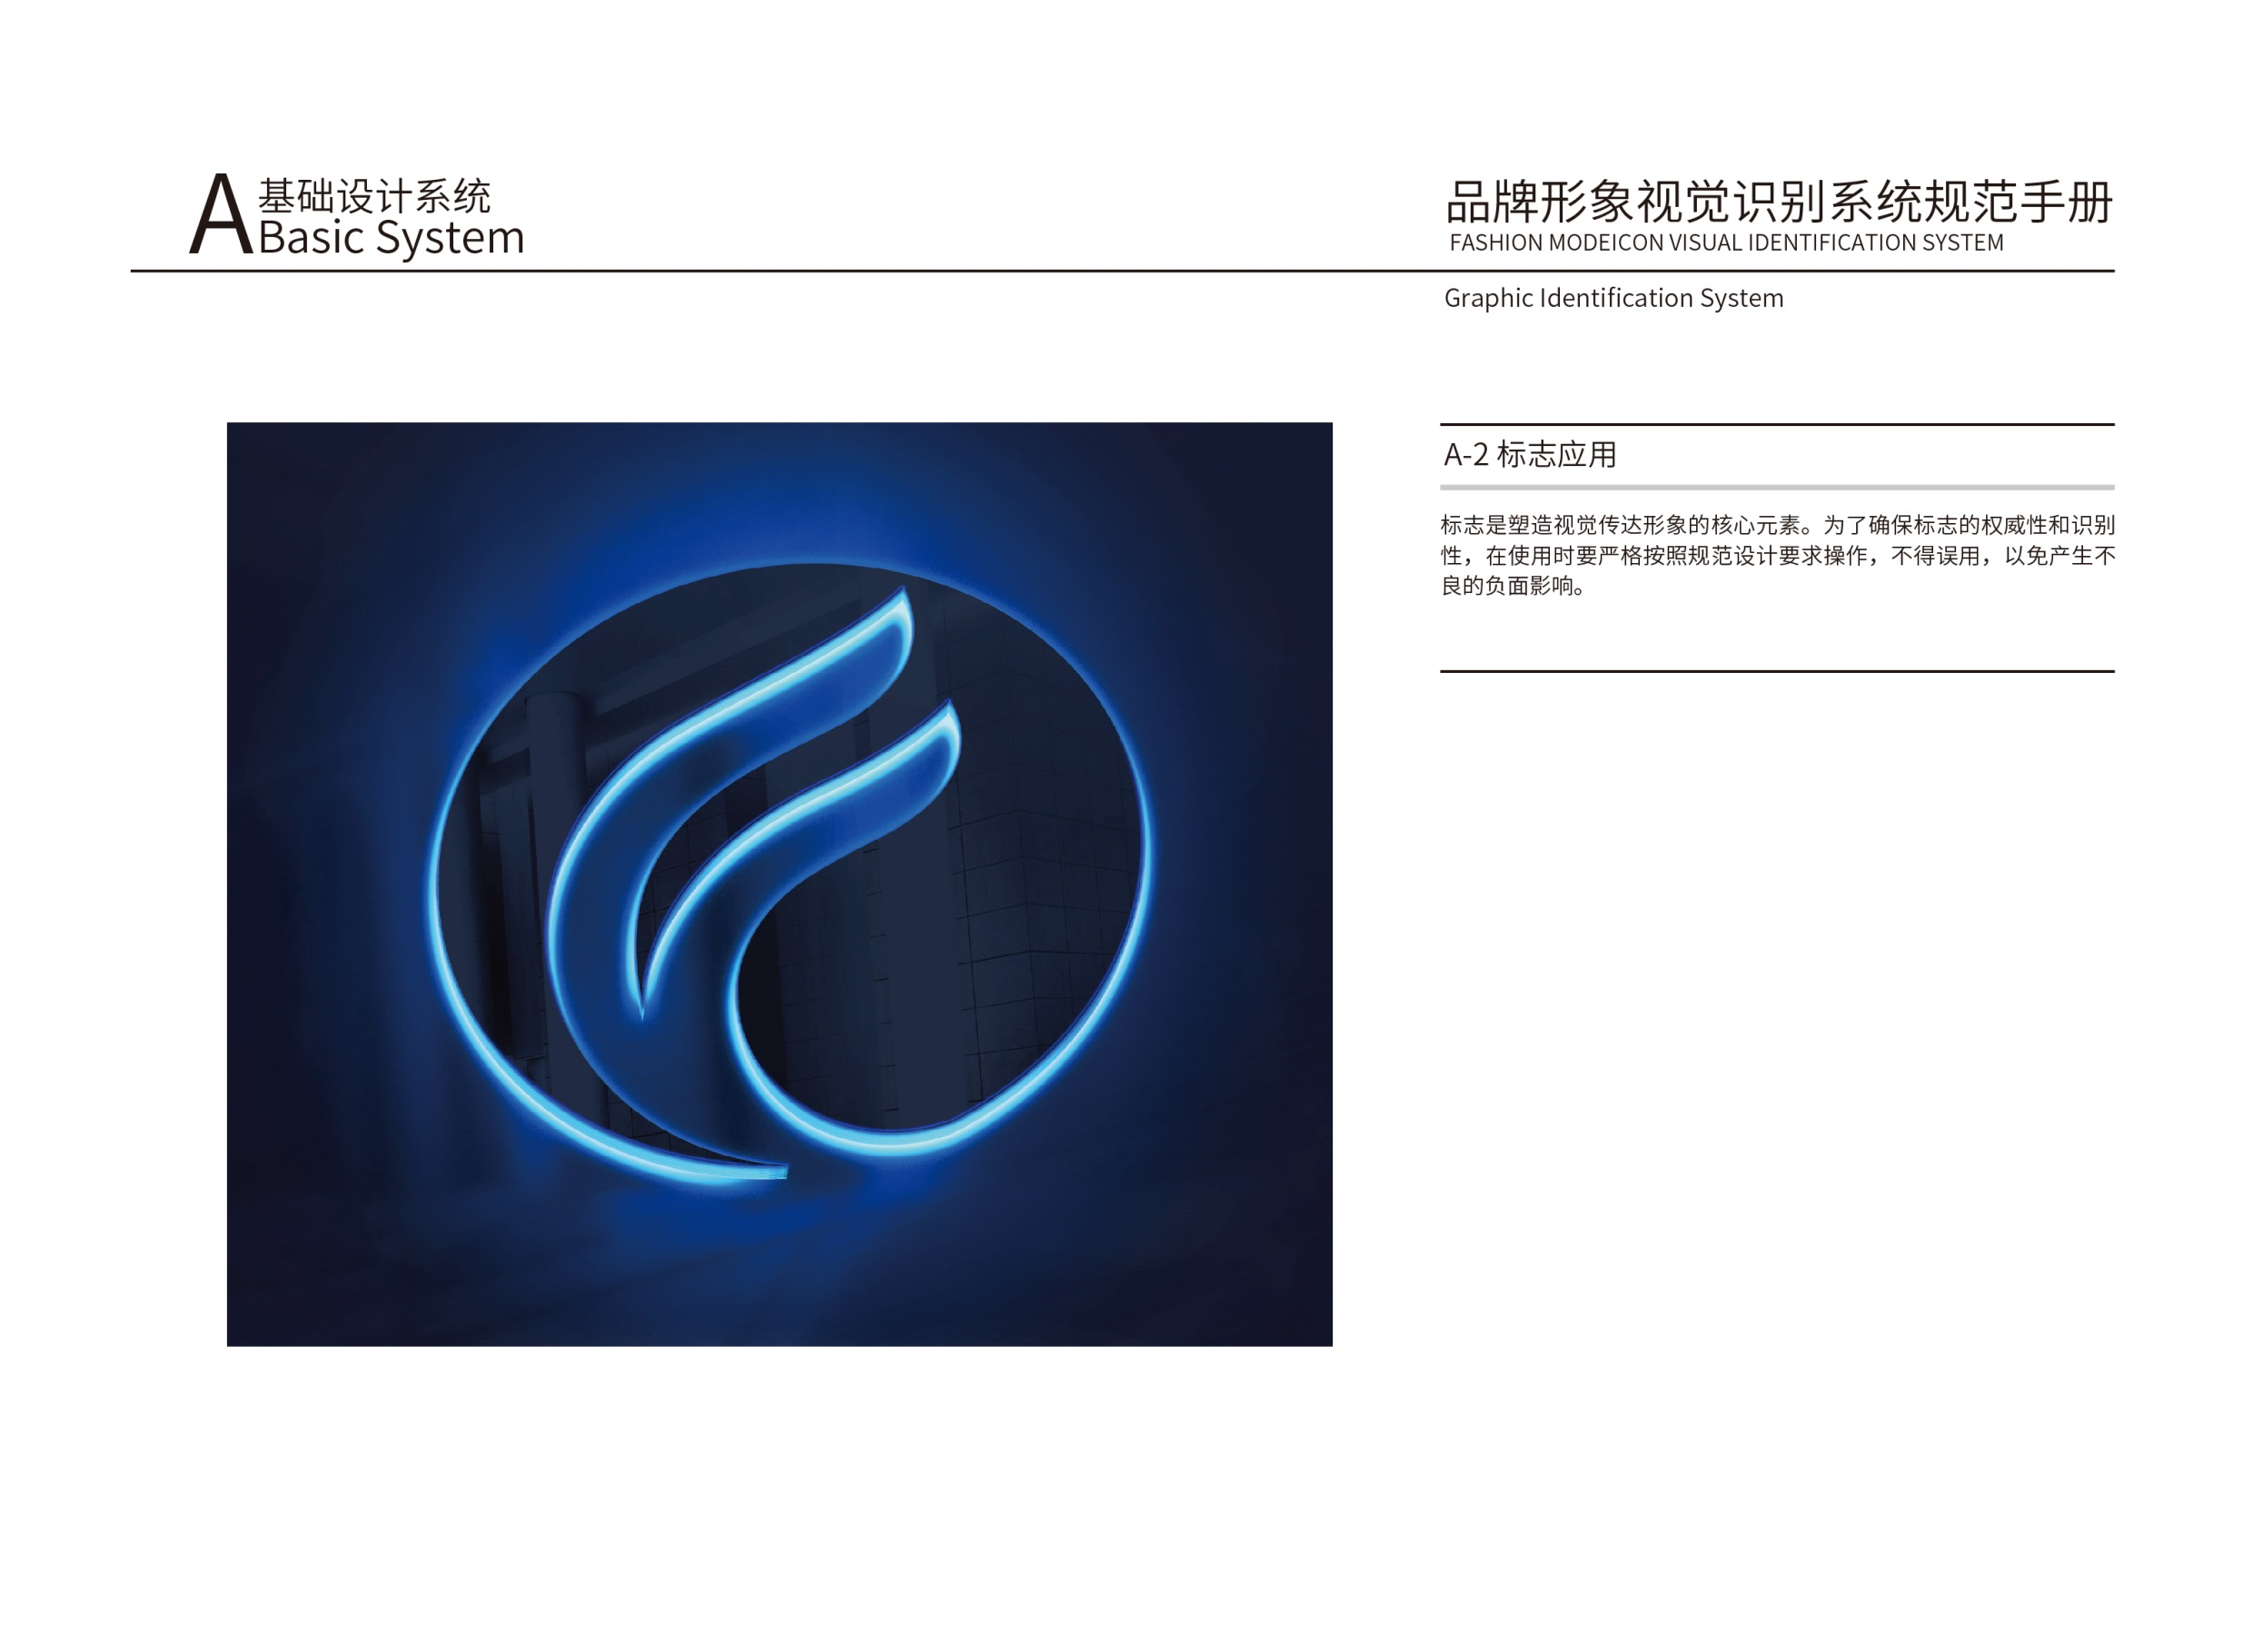 A
基础设计系统
Basic System
品牌形象视觉识别系统规范手册
FASHION MODEICON VISUAL IDENTIFICATION SYSTEM
Graphic Identification System
A-2 标志应用
标志是塑造视觉传达形象的核心元素。为了确保标志的权威性和识别
性，在使用时要严格按照规范设计要求操作，不得误用，以免产生不
良的负面影响。